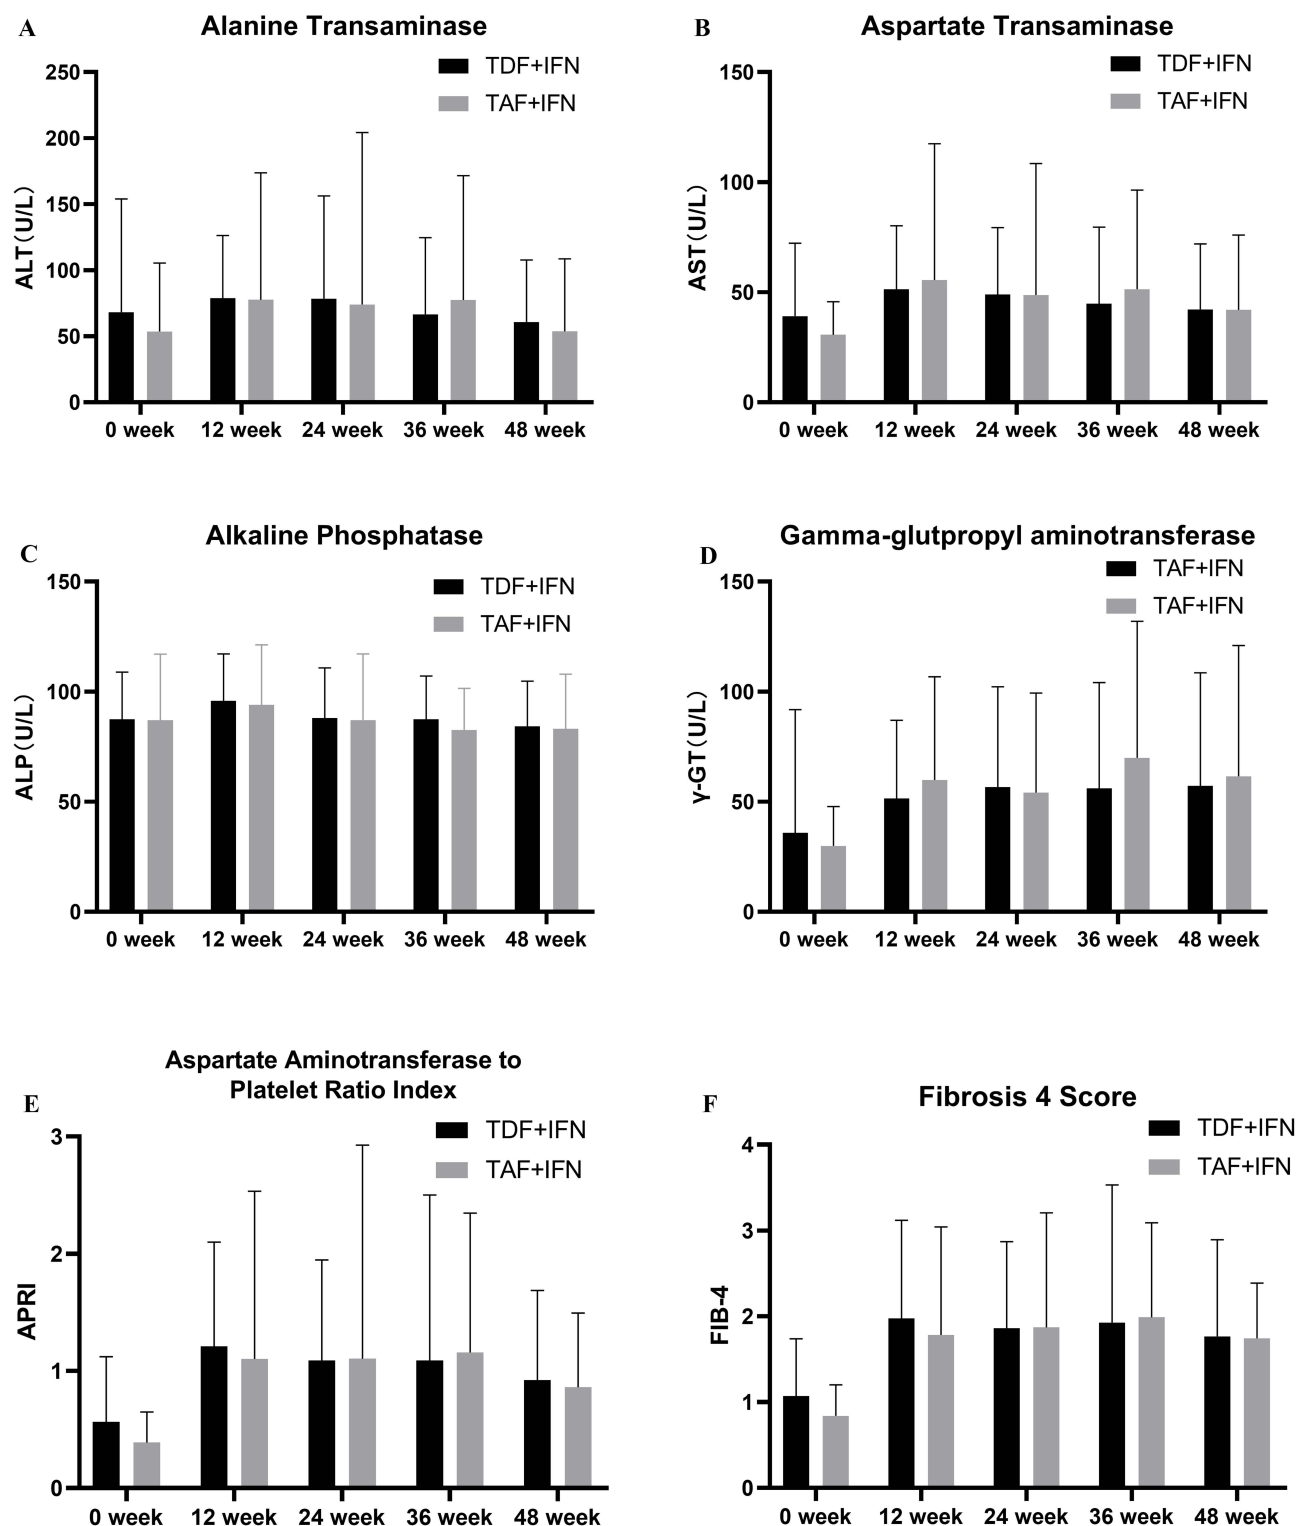 A
Alanine Transaminase
TDF+IFN
TAF+IFN
ALT(U/L)
250
200
150
100
50
0
0 week 12 week 24 week 36 week 48 week
B
Aspartate Transaminase
TDF+IFN
TAF+IFN
AST(U/L)
150
100
50
0
0 week 12 week 24 week 36 week 48 week
C
Alkaline Phosphatase
TDF+IFN
TAF+IFN
ALP(U/L)
150
100
50
0
0 week 12 week 24 week 36 week 48 week
D
Gamma-glutpropyl aminotransferase
TAF+IFN
TAF+IFN
γ-GT(U/L)
150
100
50
0
0 week 12 week 24 week 36 week 48 week
E
Aspartate Aminotransferase to
Platelet Ratio Index
TDF+IFN
TAF+IFN
APRI
3
2
1
0
0 week 12 week 24 week 36 week 48 week
F
Fibrosis 4 Score
TDF+IFN
TAF+IFN
FIB-4
4
3
2
1
0
0 week 12 week 24 week 36 week 48 week